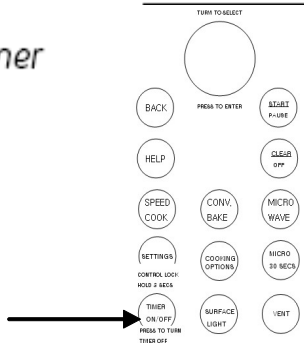 ner
TURN TO SELECT
BACK
PRESS TO ENTER
START
PAUSE
HELP
CLEAR
OFF
SPEED
COOK
CONV.
BAKE
MICRO
WAVE
SETTINGS
CONTROL LOCK
HOLD 3 SECS
COOKING
OPTIONS
MICRO
30 SECS
TIMER
ON/OFF
PRESS TO TURN
TIMER OFF
SURFACE
LIGHT
VENT